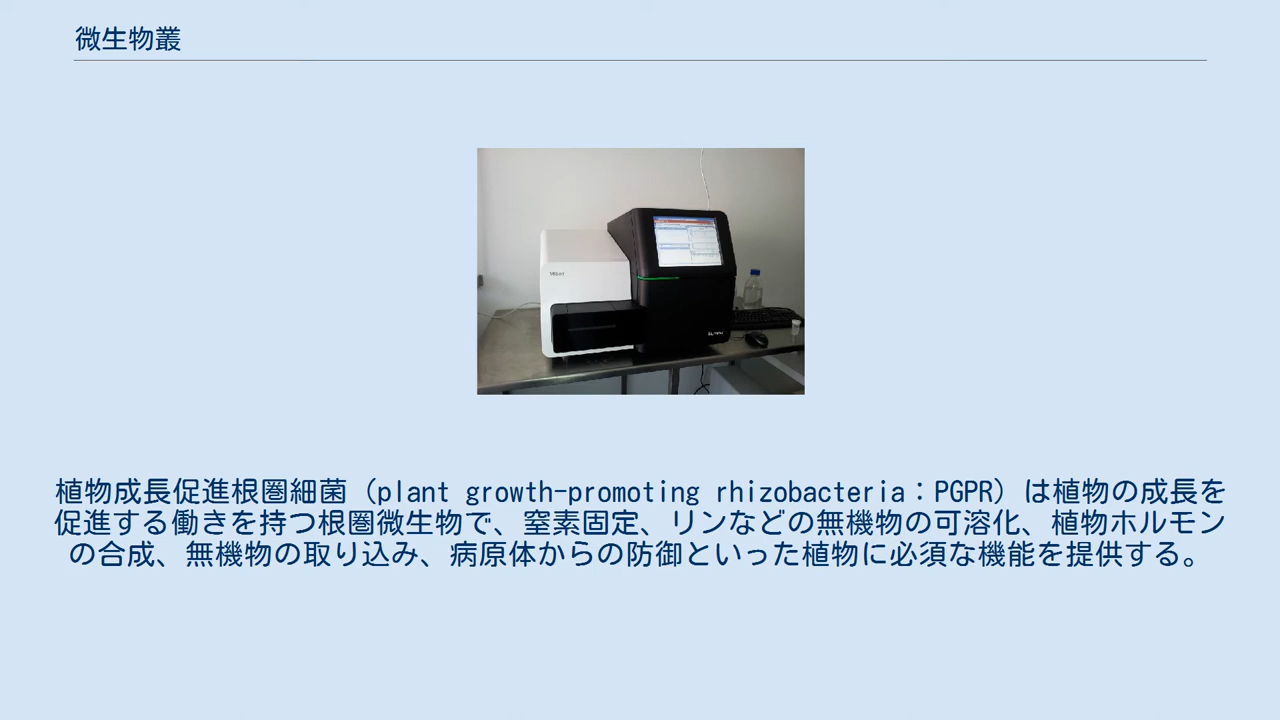 微生物叢
植物成長促進根圏細菌（plant growth-promoting rhizobacteria：PGPR）は植物の成長を
促進する働きを持つ根圏微生物で、窒素固定、リンなどの無機物の可溶化、植物ホルモン
の合成、無機物の取り込み、病原体からの防御といった植物に必須な機能を提供する。